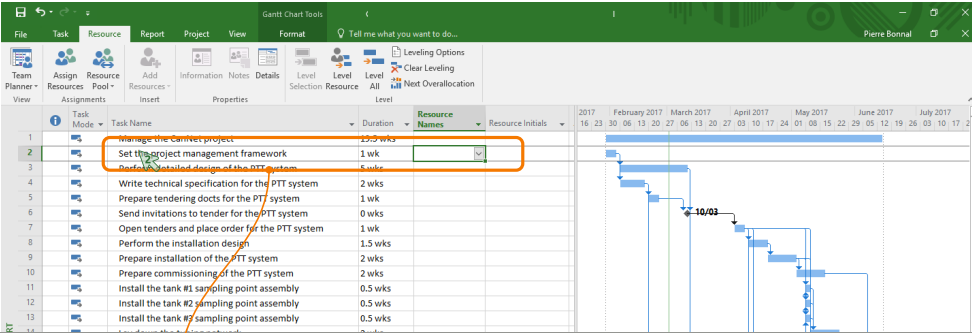 Gantt Chart Tools
File Task Resource Report Project View Format Tell me what you want to do... Pierre Bonnal
Team Planner Assign Resources Resource Pool Add Resources Information Notes Details Level Selection Level Resource Level All
Leveling Options
Clear Leveling
Next Overallocation
View Assignments Insert Properties Level
Task Mode Task Name Duration Resource Names Resource Initials
2017 February 2017 March 2017 April 2017 May 2017 June 2017 July 2017
16 23 30 06 13 20 27 06 13 20 27 03 10 17 24 01 08 15 22 29 05 12 19 26 03 10 17
1 Manage the CanNet project 19.5 wks
2 Set the project management framework 1 wk
2
3 Perform detailed design of the PTT system 5 wks
4 Write technical specification for the PTT system 2 wks
5 Prepare tendering docts for the PTT system 1 wk
6 Send invitations to tender for the PTT system 0 wks
10/03
7 Open tenders and place order for the PTT system 1 wk
8 Perform the installation design 1.5 wks
9 Prepare installation of the PTT system 2 wks
10 Prepare commissioning of the PTT system 2 wks
11 Install the tank #1 sampling point assembly 0.5 wks
12 Install the tank #2 sampling point assembly 0.5 wks
13 Install the tank #3 sampling point assembly 0.5 wks
14